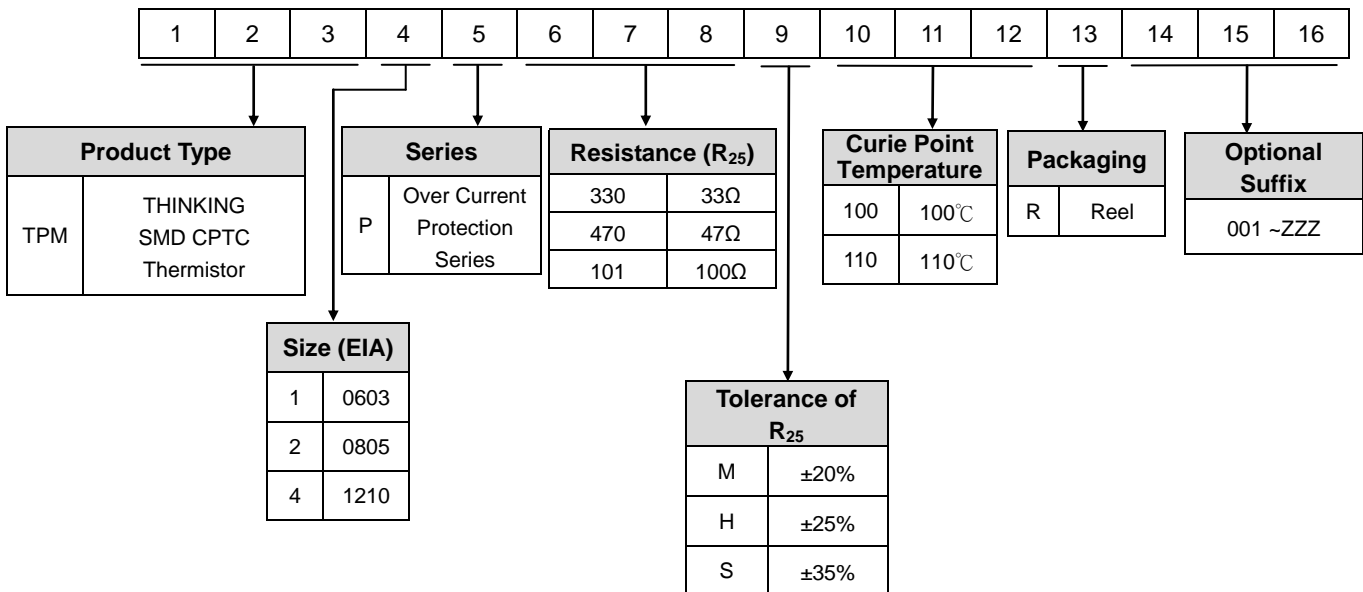 1 2 3 4 5 6 7 8 9 10 11 12 13 14 15 16
Product Type
TPM THINKING
SMD CPTC
Thermistor
Series
P Over Current
Protection
Series
Resistance (R₂₅)
330 33Ω
470 47Ω
101 100Ω
Curie Point
Temperature
100 100℃
110 110℃
Packaging
R Reel
Optional
Suffix
001 ~ZZZ
Size (EIA)
1 0603
2 0805
4 1210
Tolerance of
R₂₅
M ±20%
H ±25%
S ±35%